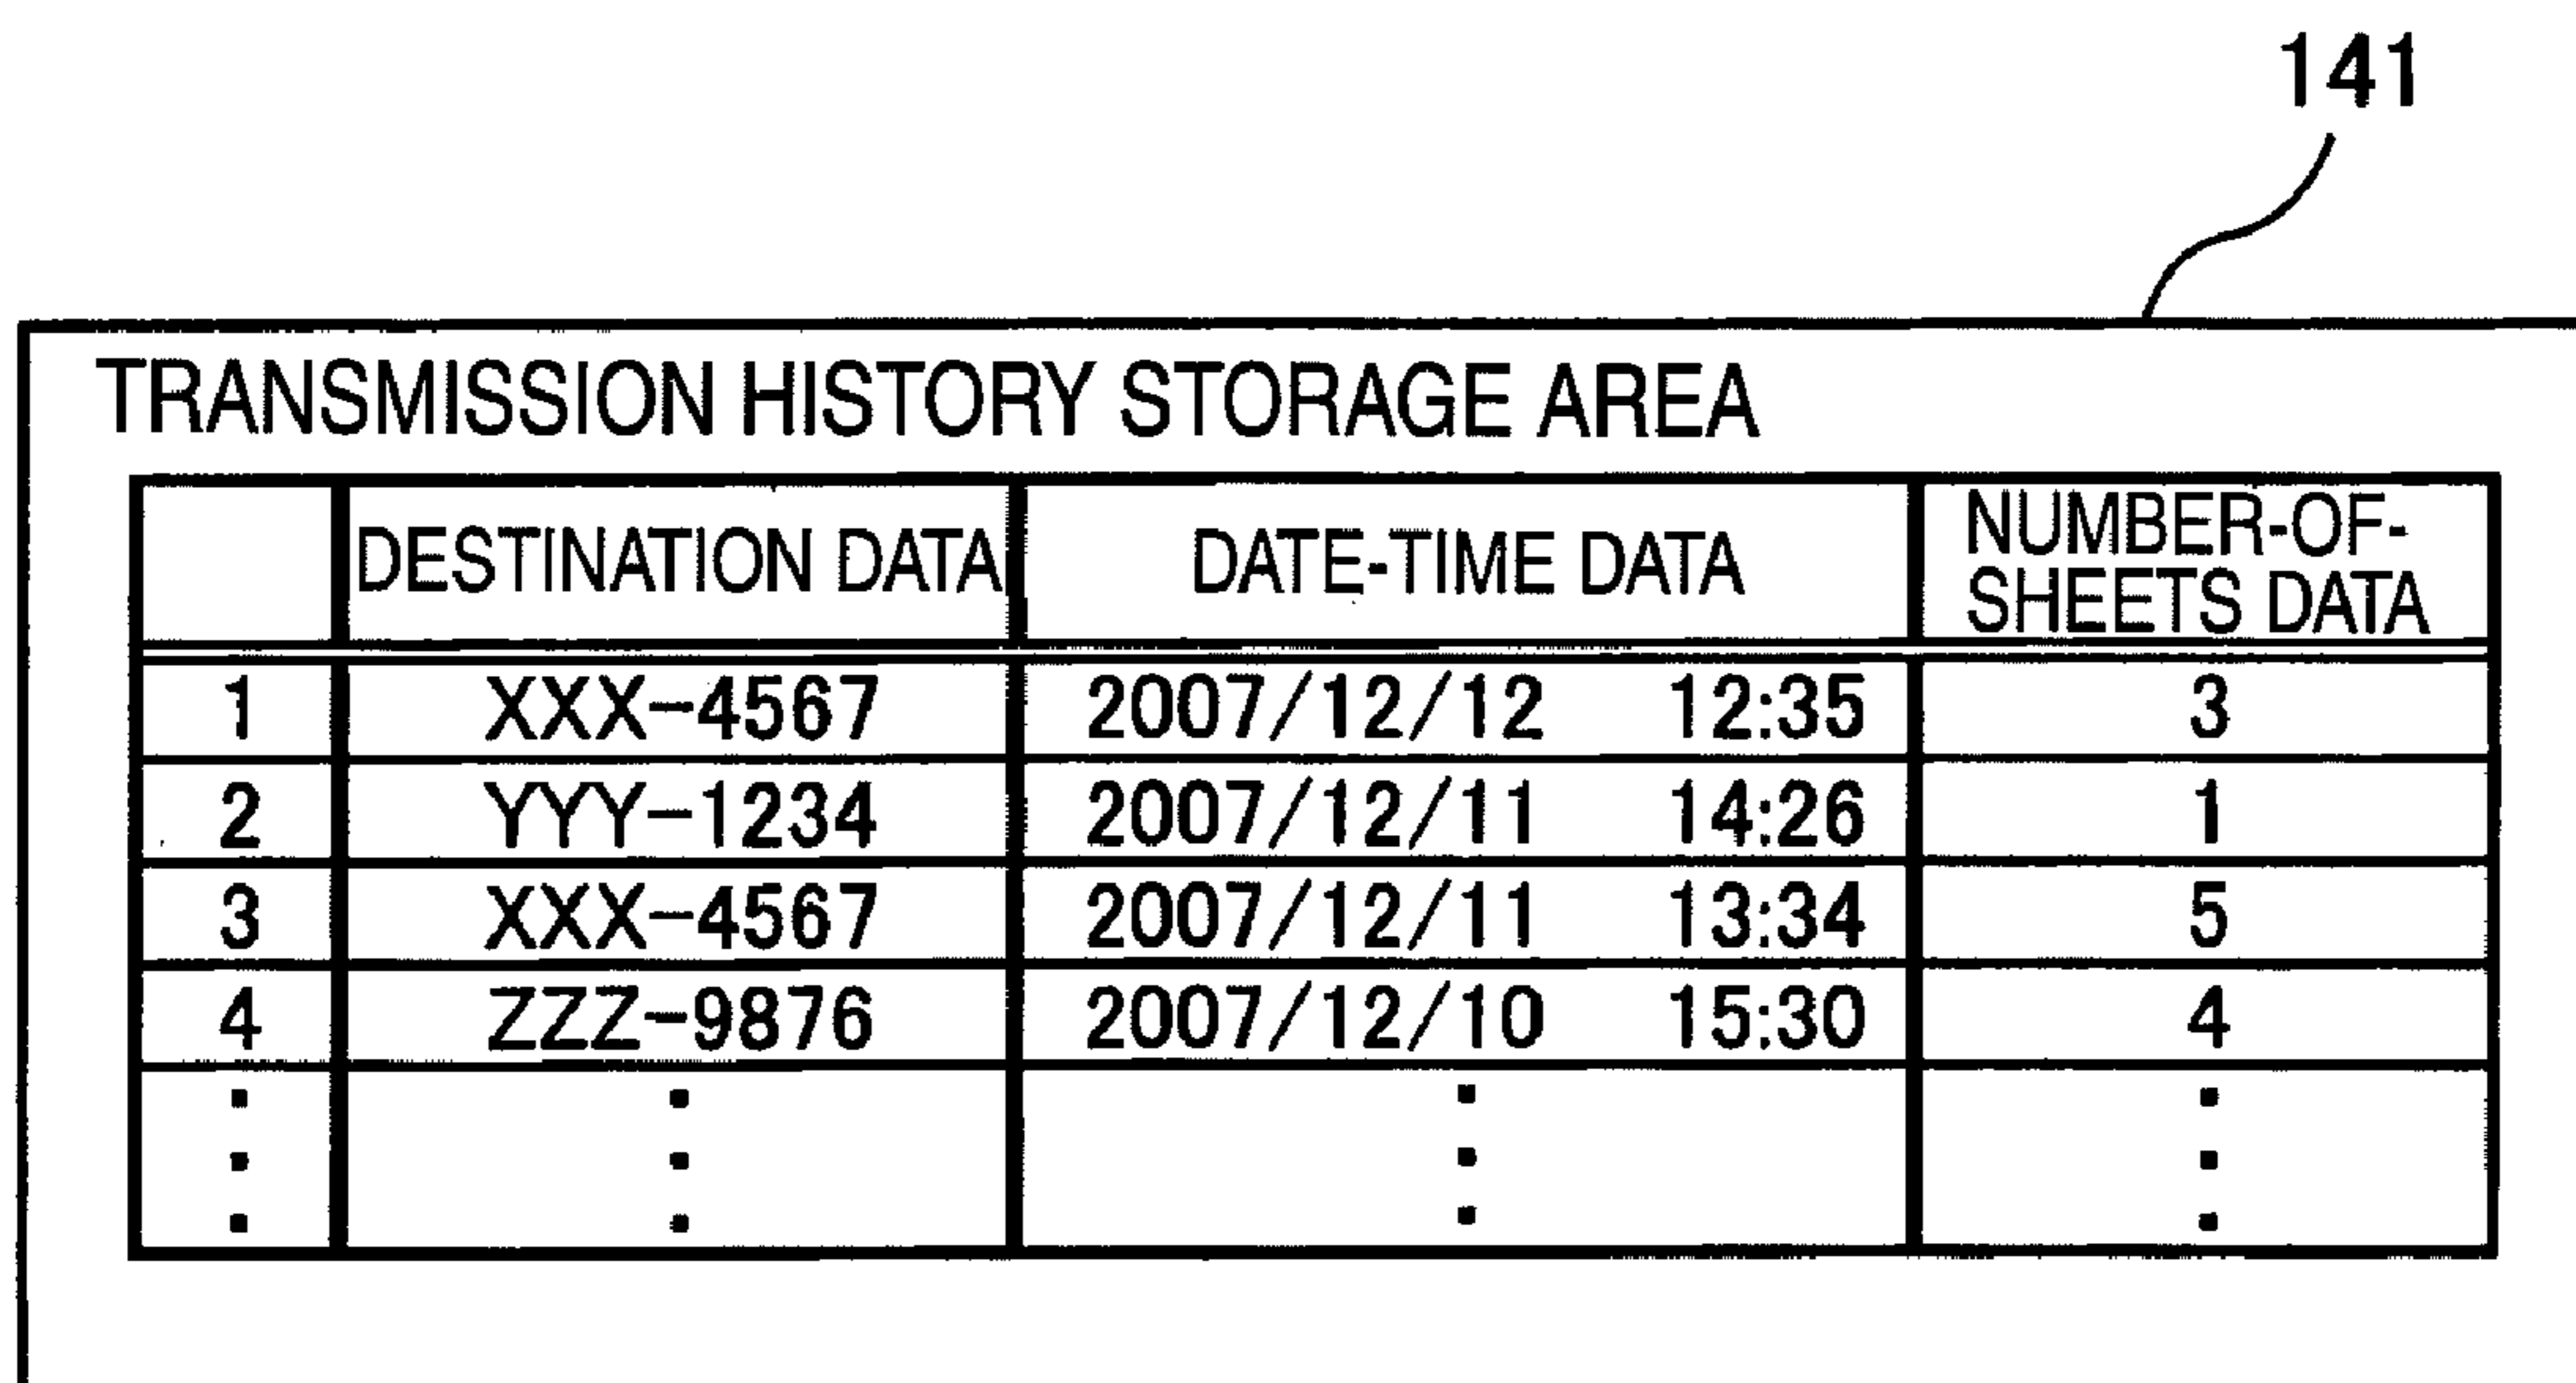 141
TRANSMISSION HISTORY STORAGE AREA
DESTINATION DATA DATE-TIME DATA NUMBER-OF-
SHEETS DATA
1 XXX-4567 2007/12/12 12:35 3
2 YYY-1234 2007/12/11 14:26 1
3 XXX-4567 2007/12/11 13:34 5
4 ZZZ-9876 2007/12/10 15:30 4